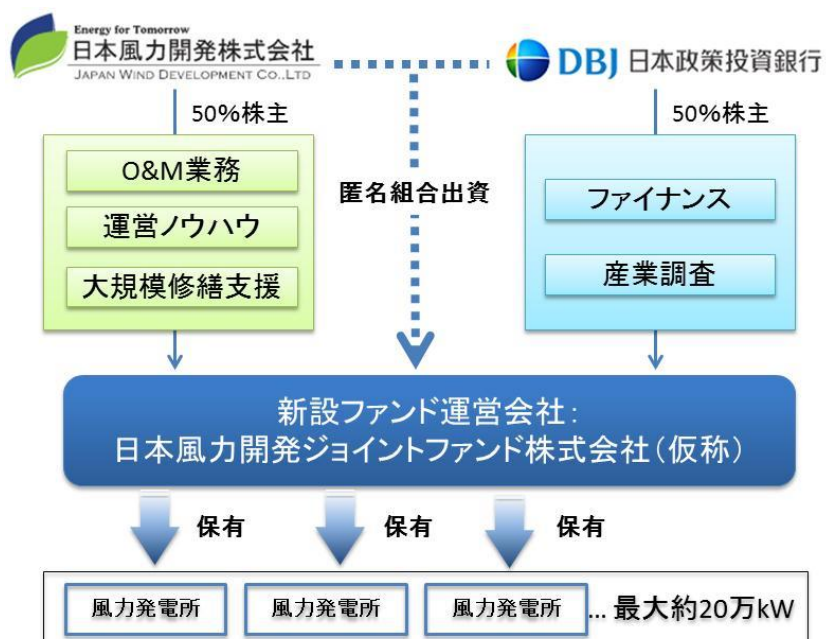 Energy for Tomorrow
日本風力開発株式会社
JAPAN WIND DEVELOPMENT CO.,LTD
DBJ 日本政策投資銀行
50%株主
50%株主
O&M業務
運営ノウハウ
大規模修繕支援
匿名組合出資
ファイナンス
産業調査
新設ファンド運営会社:
日本風力開発ジョイントファンド株式会社(仮称)
保有
保有
保有
風力発電所
風力発電所
風力発電所
... 最大約20万kW